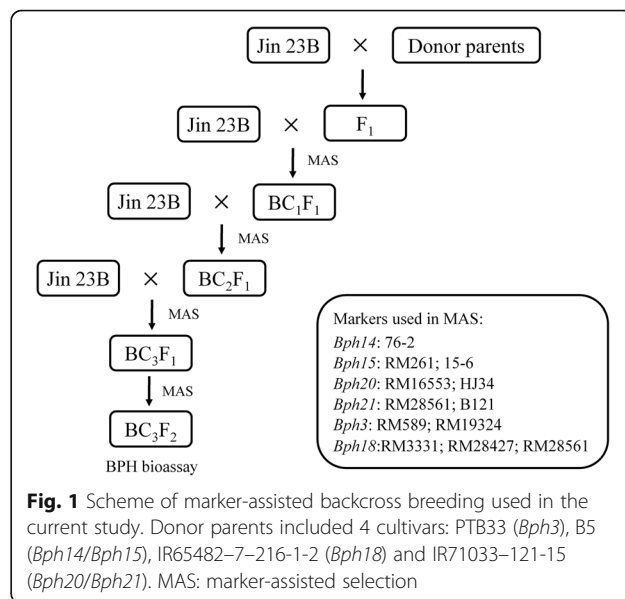 Jin 23B × Donor parents
Jin 23B × F₁
MAS
Jin 23B × BC₁F₁
MAS
Jin 23B × BC₂F₁
MAS
BC₃F₁
MAS
BC₃F₂
BPH bioassay
Markers used in MAS:
Bph14: 76-2
Bph15: RM261; 15-6
Bph20: RM16553; HJ34
Bph21: RM28561; B121
Bph3: RM589; RM19324
Bph18:RM3331; RM28427; RM28561
Fig. 1 Scheme of marker-assisted backcross breeding used in the
current study. Donor parents included 4 cultivars: PTB33 (Bph3), B5
(Bph14/Bph15), IR65482–7–216-1-2 (Bph18) and IR71033–121-15
(Bph20/Bph21). MAS: marker-assisted selection